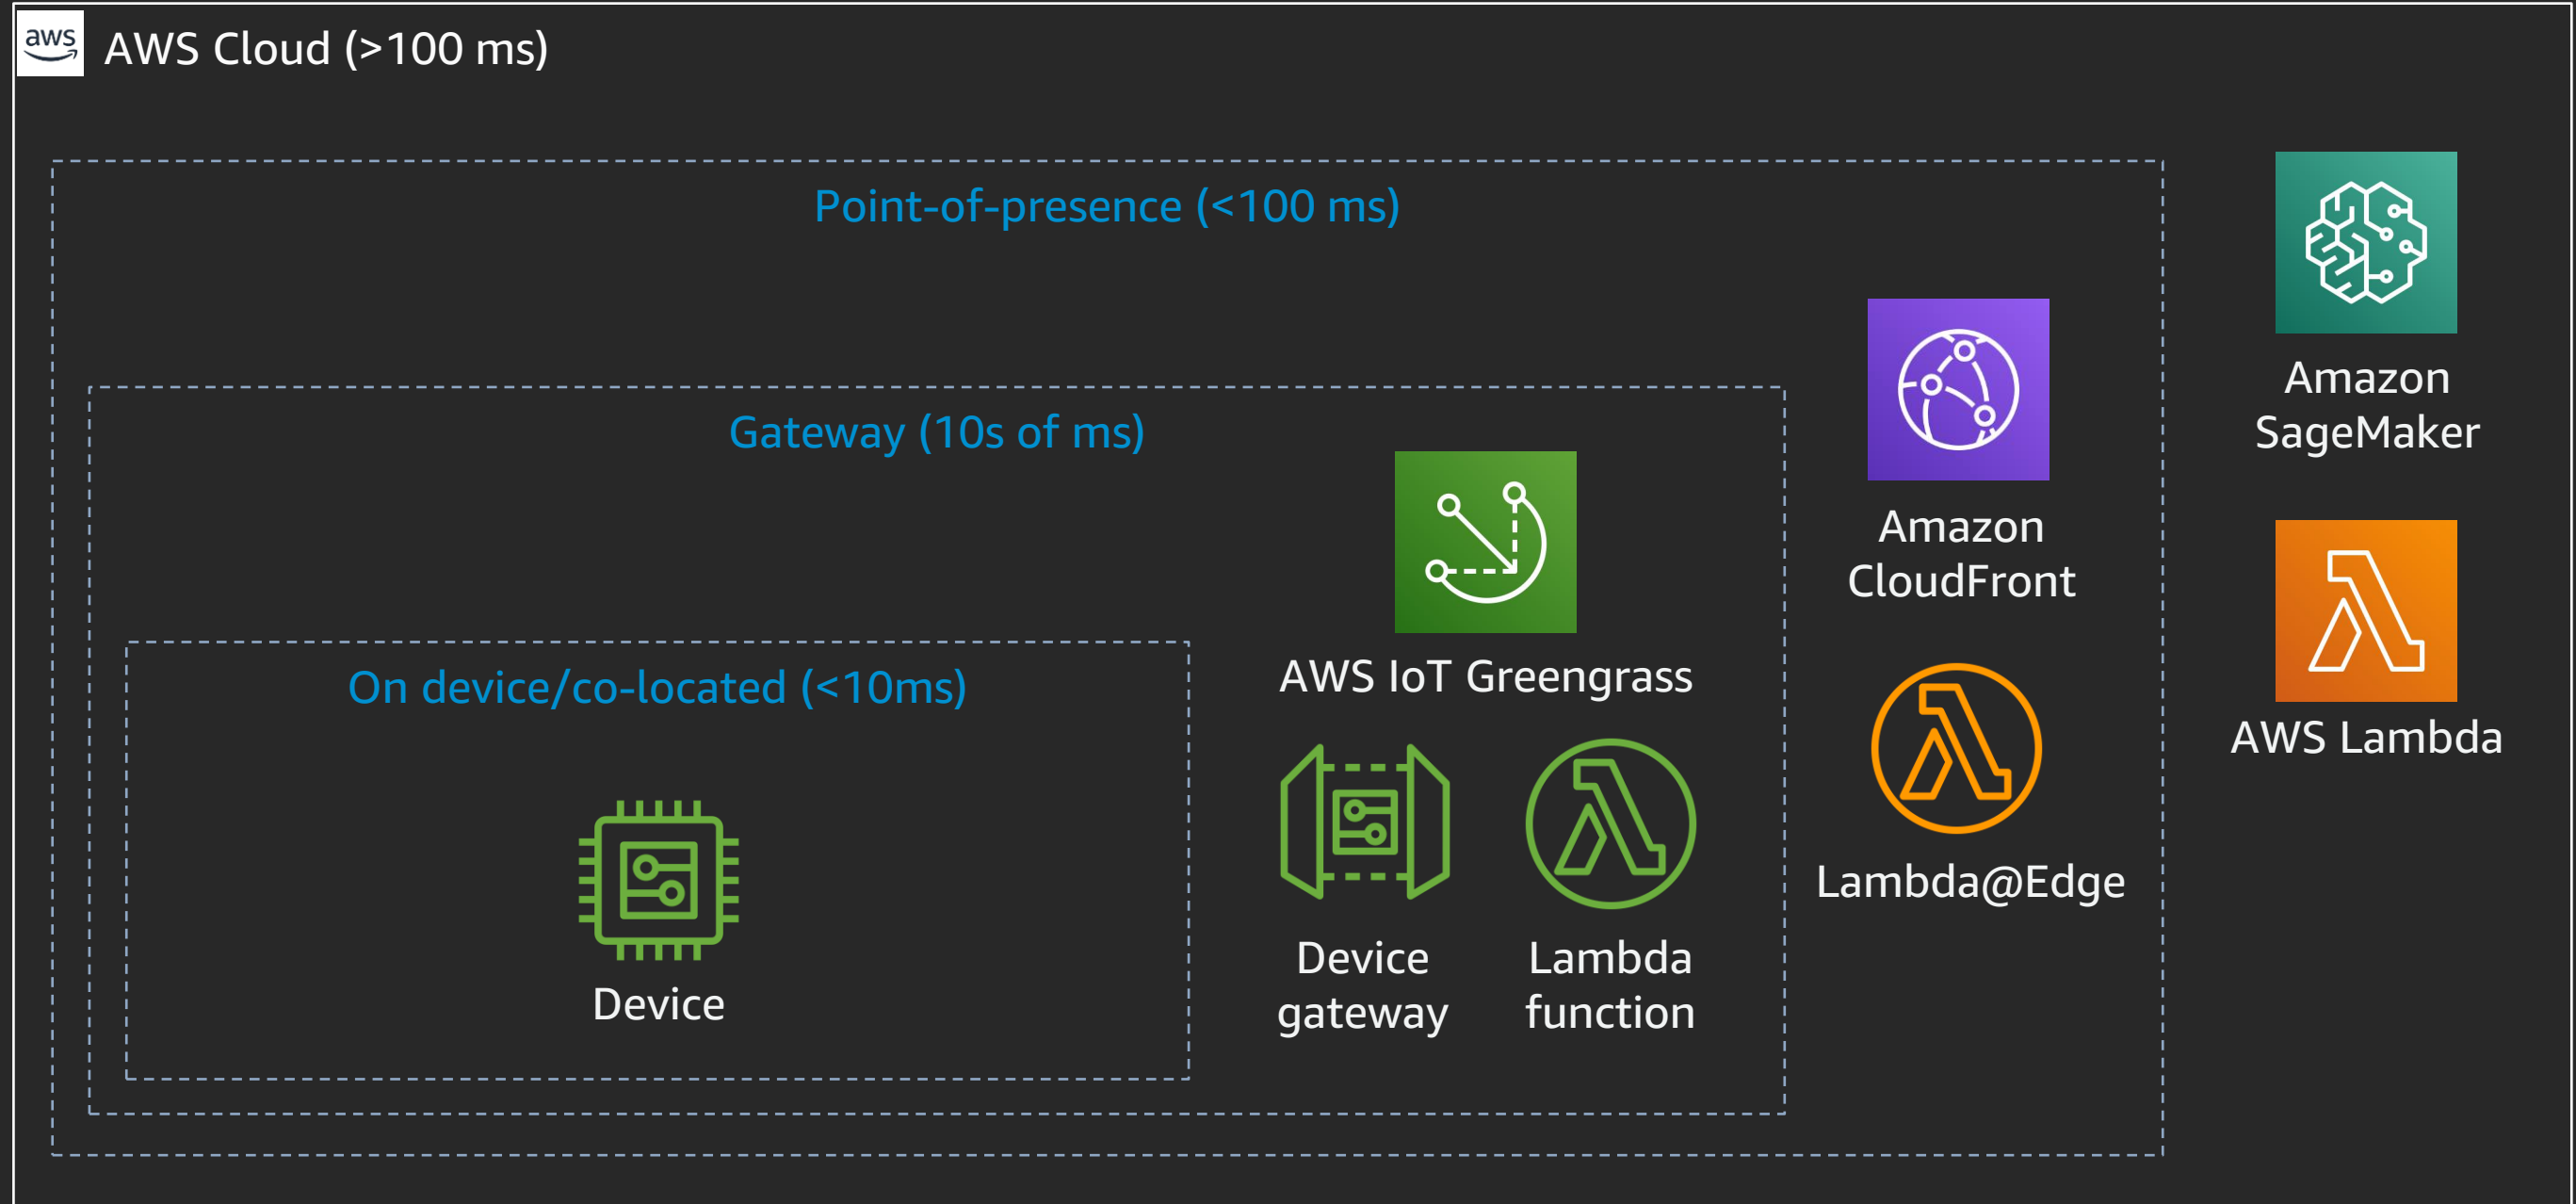 aws
AWS Cloud (>100 ms)
Point-of-presence (<100 ms)
Gateway (10s of ms)
On device/co-located (<10ms)
Device
AWS IoT Greengrass
Device
gateway
Lambda
function
Amazon
CloudFront
Lambda@Edge
Amazon
SageMaker
AWS Lambda